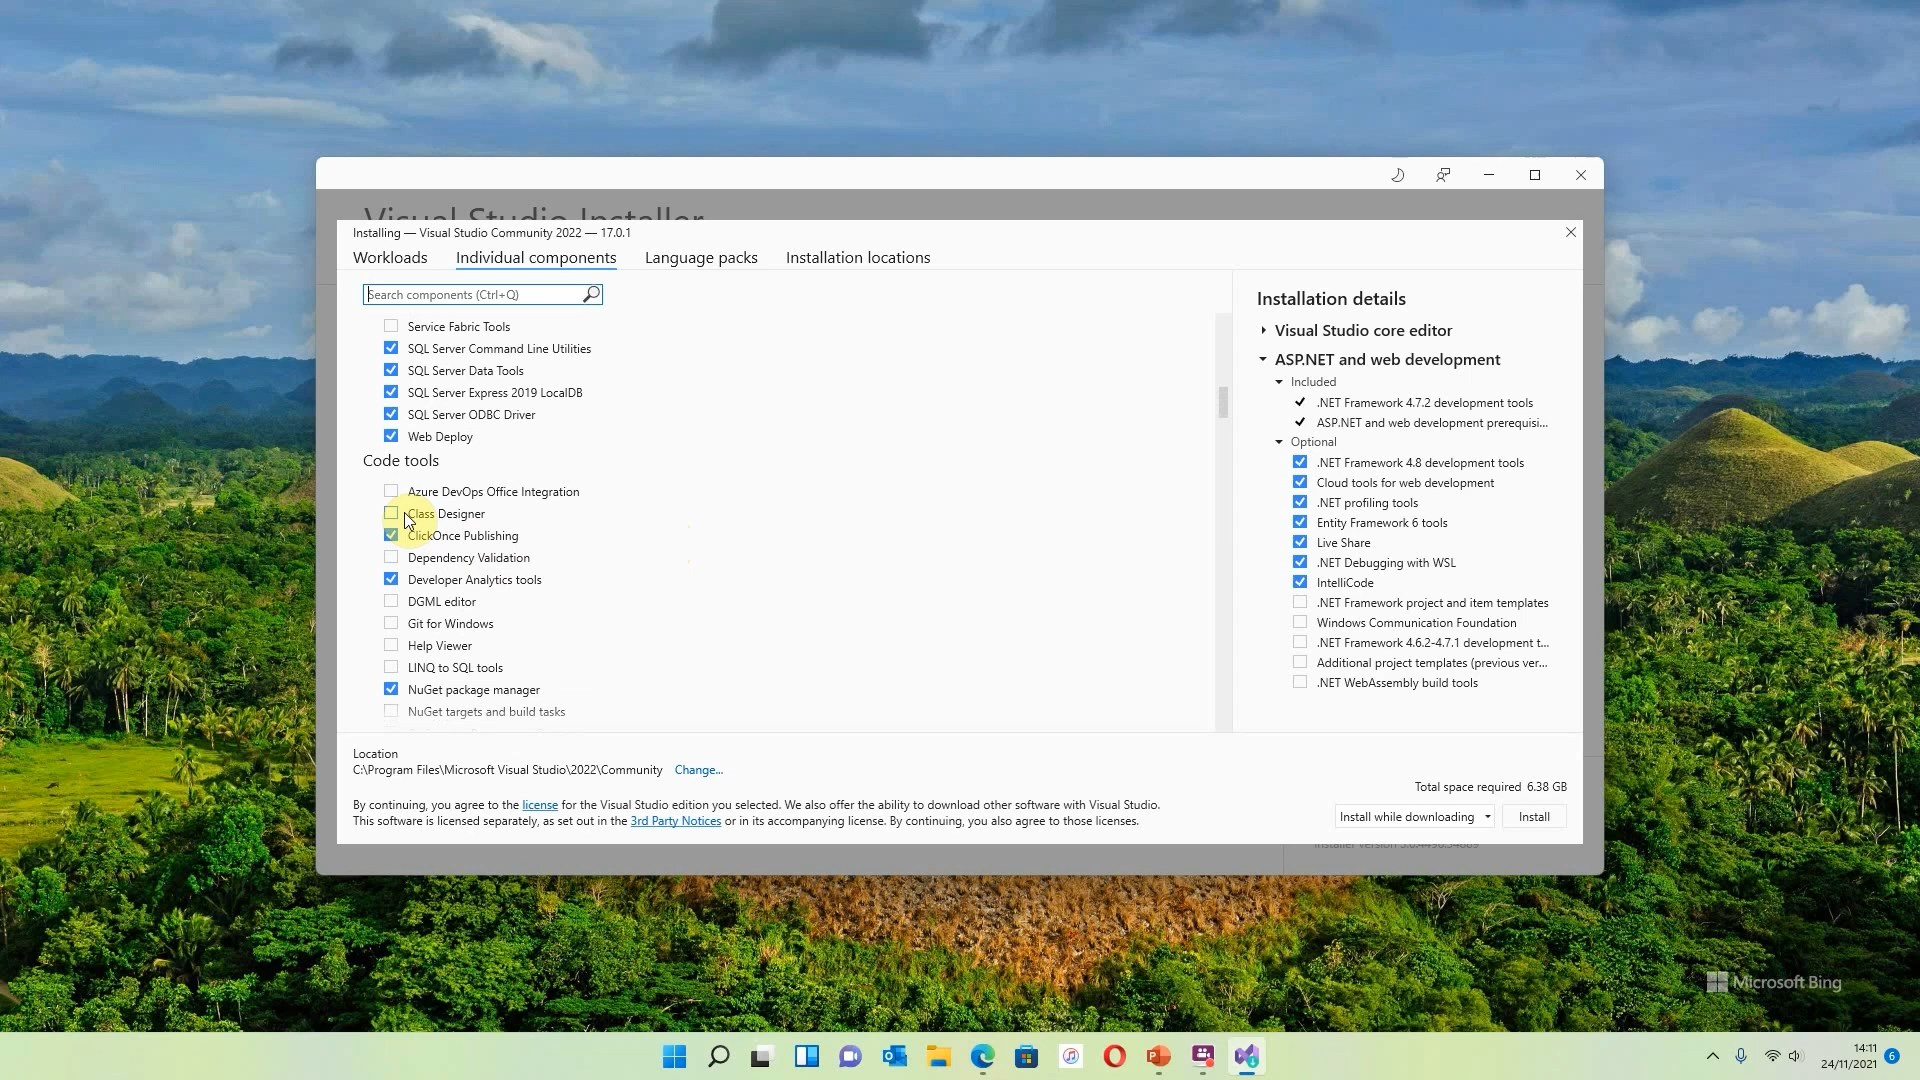 Visual Studio Installer
Installing — Visual Studio Community 2022 — 17.0.1
Workloads
Individual components
Language packs
Installation locations
Search components (Ctrl+Q)
Service Fabric Tools
SQL Server Command Line Utilities
SQL Server Data Tools
SQL Server Express 2019 LocalDB
SQL Server ODBC Driver
Web Deploy
Code tools
Azure DevOps Office Integration
Class Designer
ClickOnce Publishing
Dependency Validation
Developer Analytics tools
DGML editor
Git for Windows
Help Viewer
LINQ to SQL tools
NuGet package manager
NuGet targets and build tasks
Installation details
Visual Studio core editor
ASP.NET and web development
Included
.NET Framework 4.7.2 development tools
ASP.NET and web development prerequisi...
Optional
.NET Framework 4.8 development tools
Cloud tools for web development
.NET profiling tools
Entity Framework 6 tools
Live Share
.NET Debugging with WSL
IntelliCode
.NET Framework project and item templates
Windows Communication Foundation
.NET Framework 4.6.2-4.7.1 development t...
Additional project templates (previous ver...
.NET WebAssembly build tools
Location
C:\Program Files\Microsoft Visual Studio\2022\Community Change...
By continuing, you agree to the license for the Visual Studio edition you selected. We also offer the ability to download other software with Visual Studio.
This software is licensed separately, as set out in the 3rd Party Notices or in its accompanying license. By continuing, you also agree to those licenses.
Total space required 6.38 GB
Install while downloading
Install
Microsoft Bing
14:11
24/11/2021
6